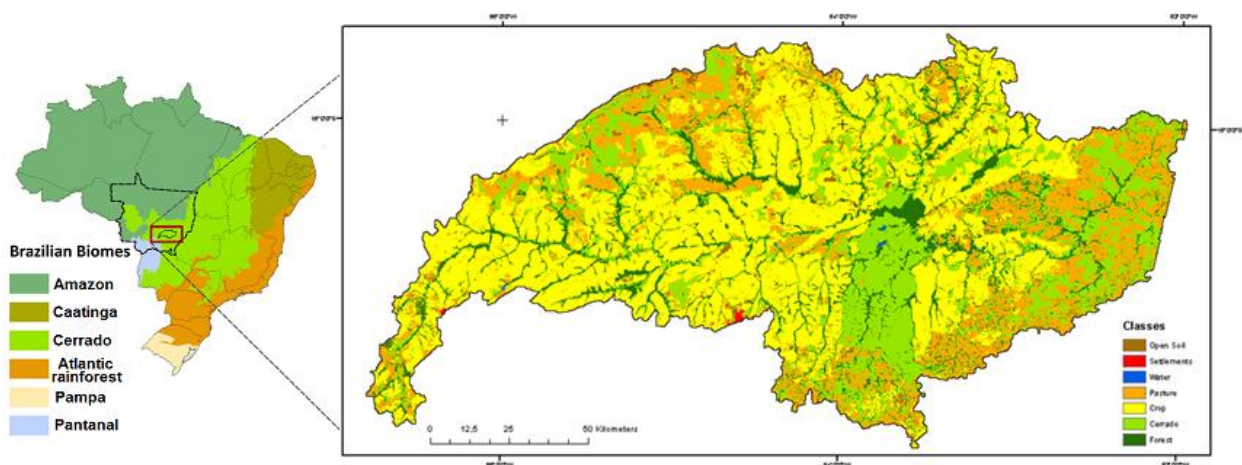 Brazilian Biomes
Amazon
Caatinga
Cerrado
Atlantic
rainforest
Pampa
Pantanal
Classes
Open Soil
Settlements
Water
Pasture
Crop
Cerrado
Forest
0 12,5 25 50 Kilometers